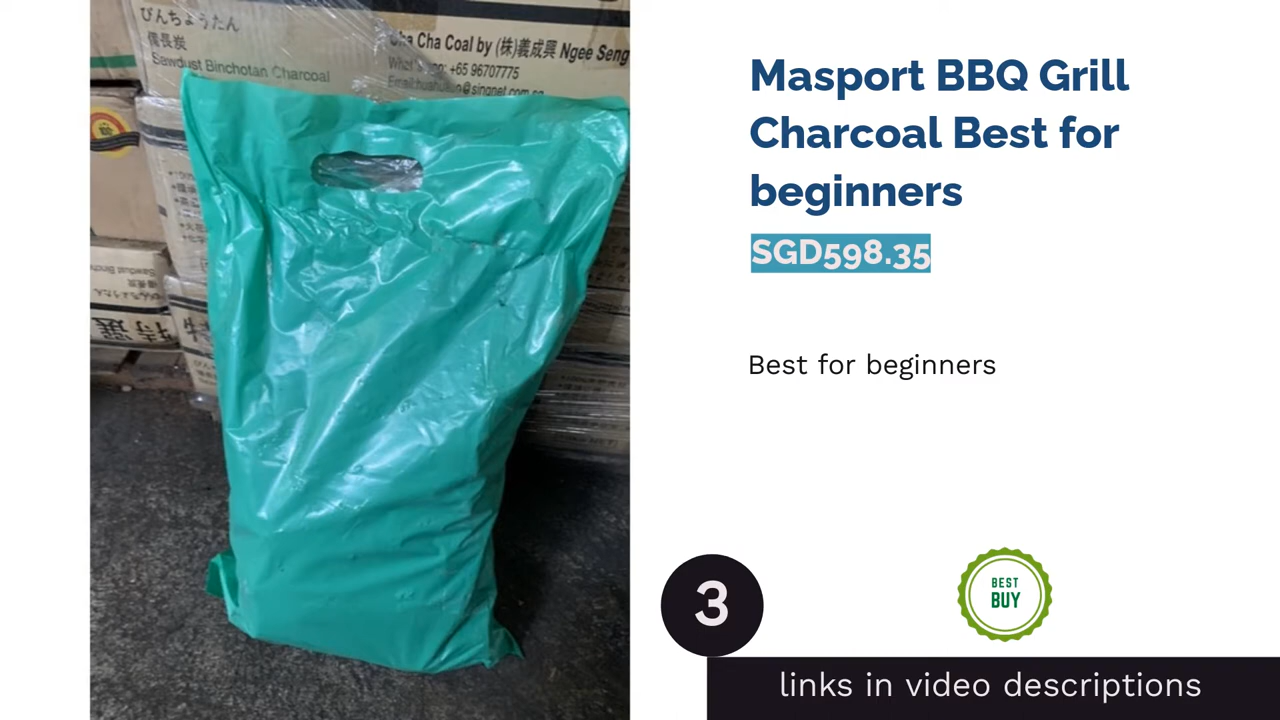 びんちょうたん
備長炭
Sawdust Binchotan Charcoal
Cha Cha Coal by (株)義成興 Ngee Seng
+65 96707775
Masport BBQ Grill
Charcoal Best for
beginners
SGD598.35
Best for beginners
3
BEST
BUY
links in video descriptions